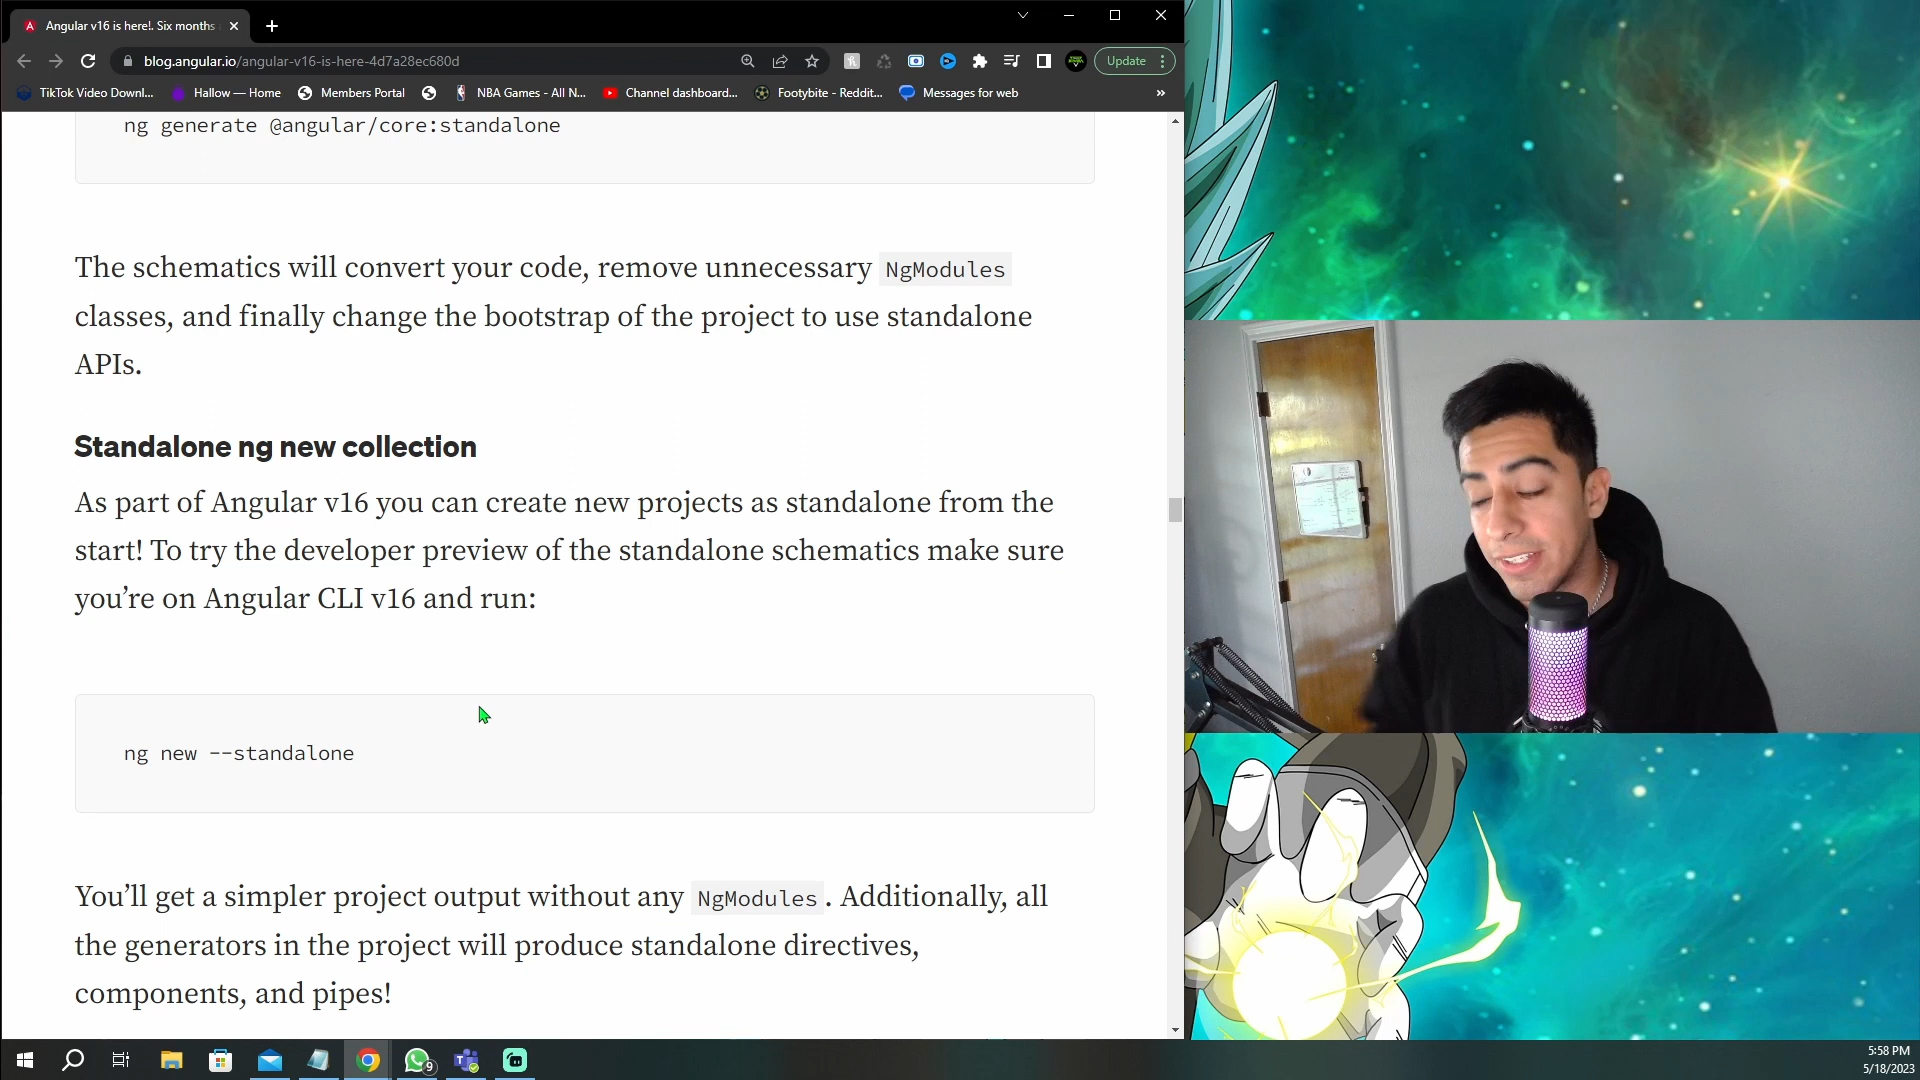 Angular v16 is here!. Six months
blog.angular.io/angular-v16-is-here-4d7a28ec680d
Update
TikTok Video Downl...
Hallow — Home
Members Portal
NBA Games - All N...
Channel dashboard...
Footybite - Reddit...
Messages for web
»
ng generate @angular/core:standalone
The schematics will convert your code, remove unnecessary NgModules
classes, and finally change the bootstrap of the project to use standalone
APIs.
Standalone ng new collection
As part of Angular v16 you can create new projects as standalone from the
start! To try the developer preview of the standalone schematics make sure
you’re on Angular CLI v16 and run:
ng new --standalone
You’ll get a simpler project output without any NgModules. Additionally, all
the generators in the project will produce standalone directives,
components, and pipes!
9
5:58 PM
5/18/2023